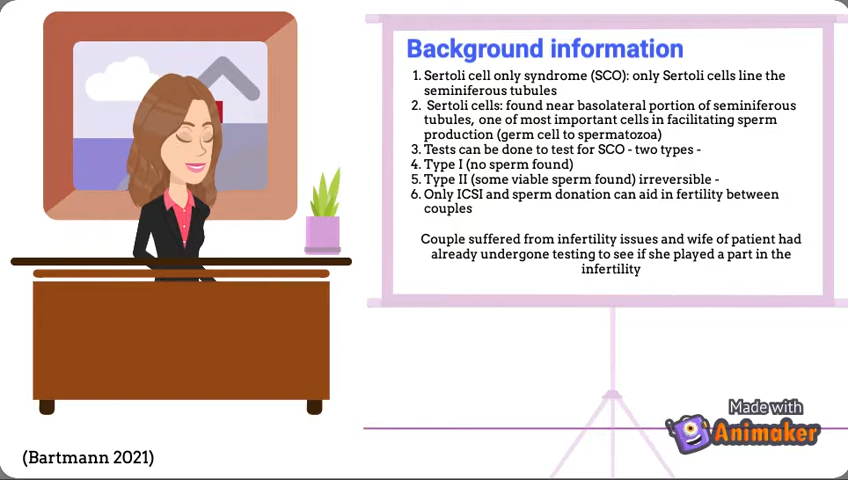 Background information
1. Sertoli cell only syndrome (SCO): only Sertoli cells line the
seminiferous tubules
2. Sertoli cells: found near basolateral portion of seminiferous
tubules, one of most important cells in facilitating sperm
production (germ cell to spermatozoa)
3. Tests can be done to test for SCO - two types -
4. Type I (no sperm found)
5. Type II (some viable sperm found) irreversible -
6. Only ICSI and sperm donation can aid in fertility between
couples
Couple suffered from infertility issues and wife of patient had
already undergone testing to see if she played a part in the
infertility
Made with
Animaker
(Bartmann 2021)